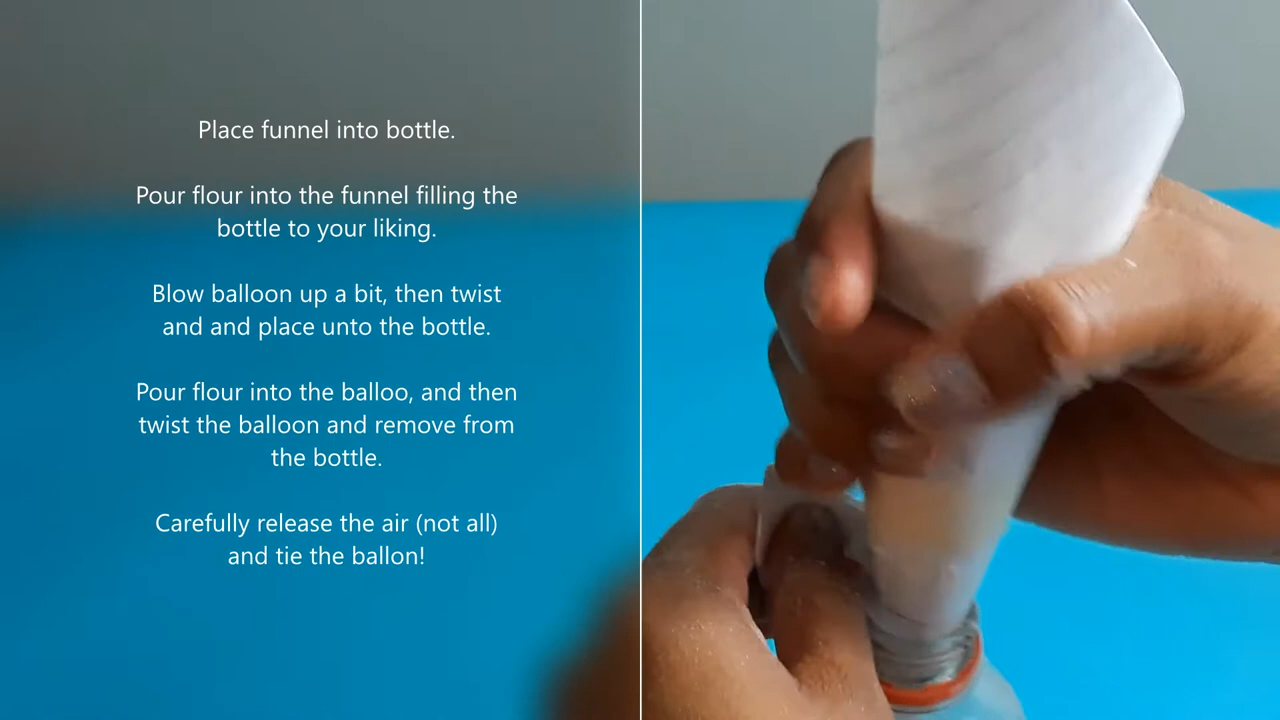 Place funnel into bottle.
Pour flour into the funnel filling the
bottle to your liking.
Blow balloon up a bit, then twist
and and place unto the bottle.
Pour flour into the balloo, and then
twist the balloon and remove from
the bottle.
Carefully release the air (not all)
and tie the ballon!